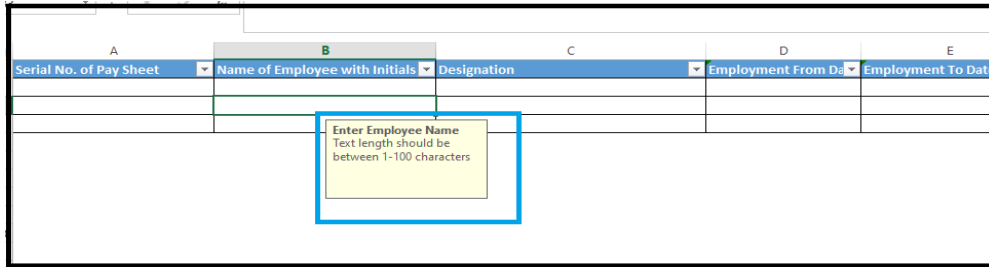 A B C D E
Serial No. of Pay Sheet Name of Employee with Initials Designation Employment From Da Employment To Dat
Enter Employee Name
Text length should be
between 1-100 characters